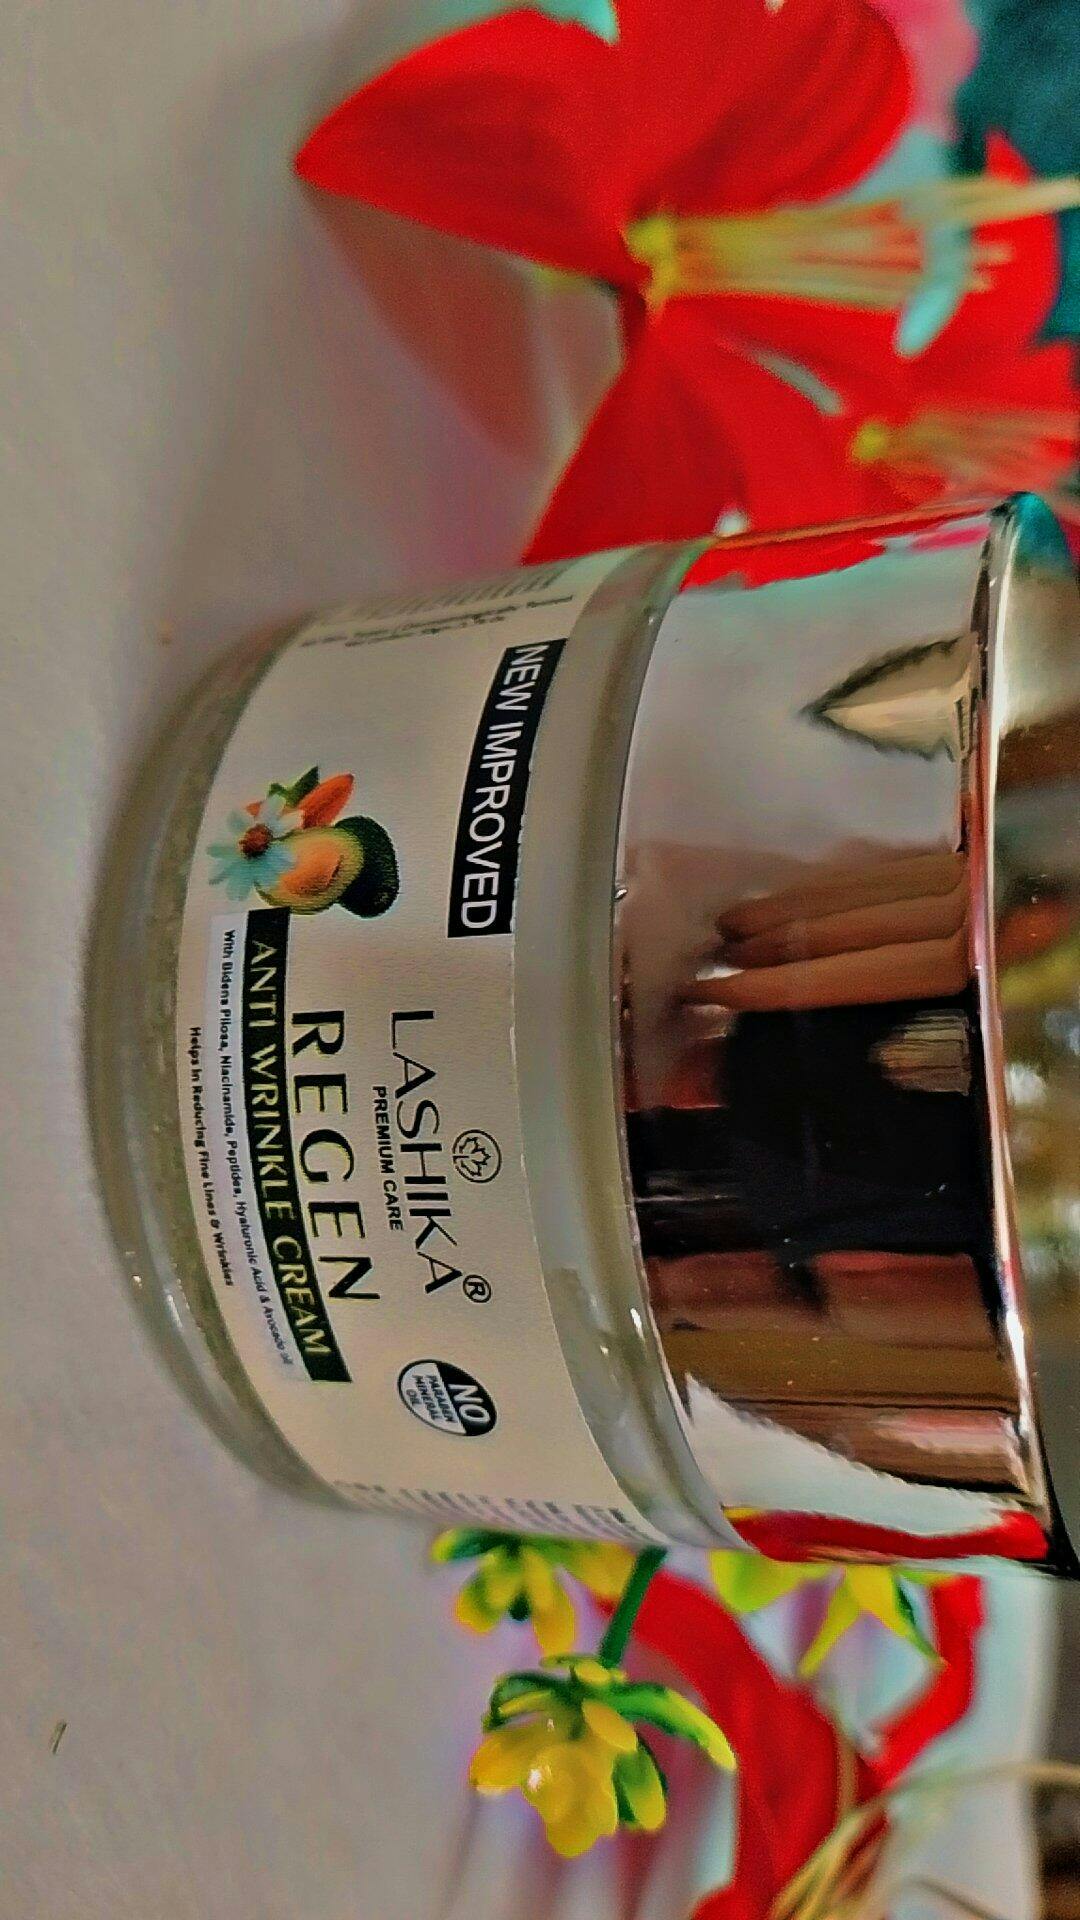 NEW IMPROVED
LASHIKA®
PREMIUM CARE
REGEN
ANTI WRINKLE CREAM
With Bidens Pilosa, Niacinamide, Peptides, Hyaluronic Acid & Avocado oil
Helps in Reducing Fine Lines & Wrinkles
NO
PARABEN
MINERAL
OIL